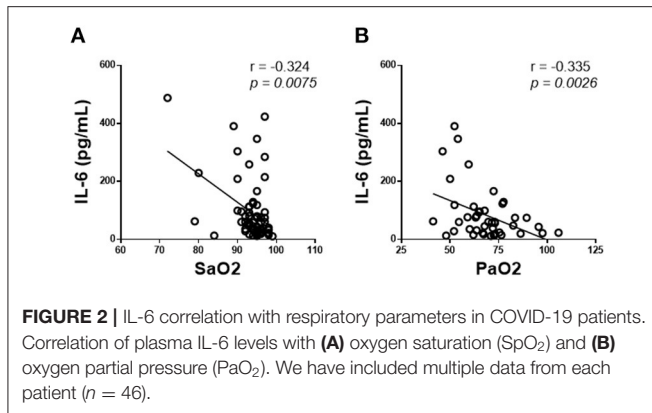 A
r = -0.324
p = 0.0075
600
400
200
0
IL-6 (pg/mL)
60 70 80 90 100 110
SaO2
B
r = -0.335
p = 0.0026
600
400
200
0
IL-6 (pg/mL)
25 50 75 100 125
PaO2
FIGURE 2 | IL-6 correlation with respiratory parameters in COVID-19 patients.
Correlation of plasma IL-6 levels with (A) oxygen saturation (SpO₂) and (B)
oxygen partial pressure (PaO₂). We have included multiple data from each
patient (n = 46).